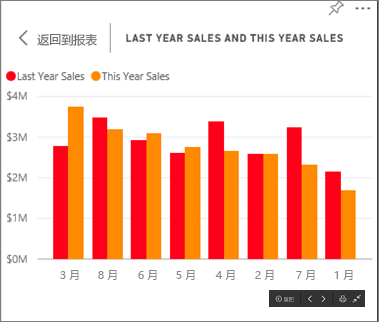 返回到报表
LAST YEAR SALES AND THIS YEAR SALES
Last Year Sales This Year Sales
$4M
$3M
$2M
$1M
$0M
3 月 8 月 6 月 5 月 4 月 2 月 7 月 1 月